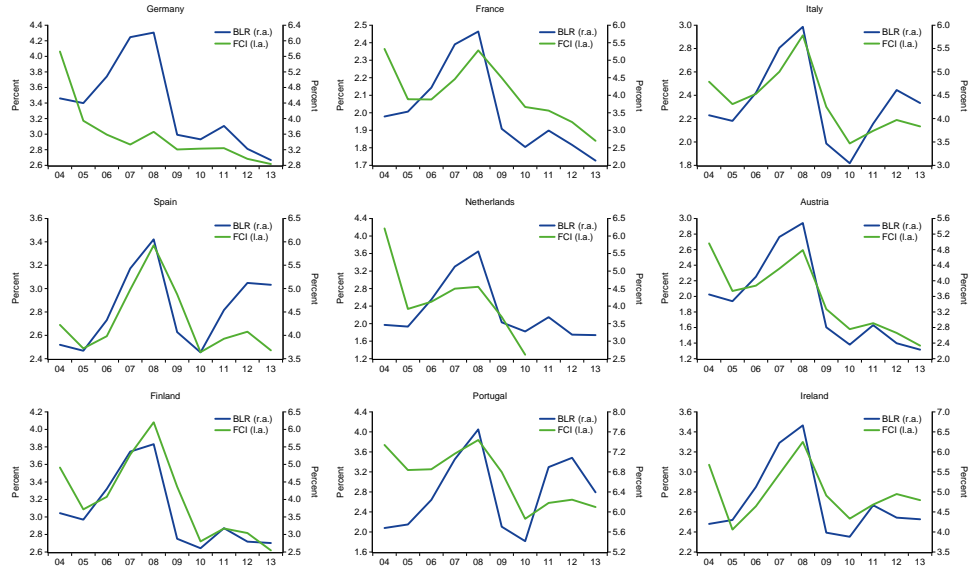 Germany
4.4 4.2 4.0 3.8 3.6 3.4 3.2 3.0 2.8 2.6
Percent
BLR (r.a.)
FCI (l.a.)
6.4 6.0 5.6 5.2 4.8 4.4 4.0 3.6 3.2 2.8
Percent
04 05 06 07 08 09 10 11 12 13
France
2.5 2.4 2.3 2.2 2.1 2.0 1.9 1.8 1.7
Percent
BLR (r.a.)
FCI (l.a.)
6.0 5.5 5.0 4.5 4.0 3.5 3.0 2.5 2.0
Percent
04 05 06 07 08 09 10 11 12 13
Italy
3.0 2.8 2.6 2.4 2.2 2.0 1.8
Percent
BLR (r.a.)
FCI (l.a.)
6.0 5.5 5.0 4.5 4.0 3.5 3.0
Percent
04 05 06 07 08 09 10 11 12 13
Spain
3.6 3.4 3.2 3.0 2.8 2.6 2.4
Percent
BLR (r.a.)
FCI (l.a.)
6.5 6.0 5.5 5.0 4.5 4.0 3.5
Percent
04 05 06 07 08 09 10 11 12 13
Netherlands
4.4 4.0 3.6 3.2 2.8 2.4 2.0 1.6 1.2
Percent
BLR (r.a.)
FCI (l.a.)
6.5 6.0 5.5 5.0 4.5 4.0 3.5 3.0 2.5
Percent
04 05 06 07 08 09 10 11 12 13
Austria
3.0 2.8 2.6 2.4 2.2 2.0 1.8 1.6 1.4 1.2
Percent
BLR (r.a.)
FCI (l.a.)
5.6 5.2 4.8 4.4 4.0 3.6 3.2 2.8 2.4 2.0
Percent
04 05 06 07 08 09 10 11 12 13
Finland
4.2 4.0 3.8 3.6 3.4 3.2 3.0 2.8 2.6
Percent
BLR (r.a.)
FCI (l.a.)
6.5 6.0 5.5 5.0 4.5 4.0 3.5 3.0 2.5
Percent
04 05 06 07 08 09 10 11 12 13
Portugal
4.4 4.0 3.6 3.2 2.8 2.4 2.0 1.6
Percent
BLR (r.a.)
FCI (l.a.)
8.0 7.6 7.2 6.8 6.4 6.0 5.6 5.2
Percent
04 05 06 07 08 09 10 11 12 13
Ireland
3.6 3.4 3.2 3.0 2.8 2.6 2.4 2.2
Percent
BLR (r.a.)
FCI (l.a.)
7.0 6.5 6.0 5.5 5.0 4.5 4.0 3.5
Percent
04 05 06 07 08 09 10 11 12 13